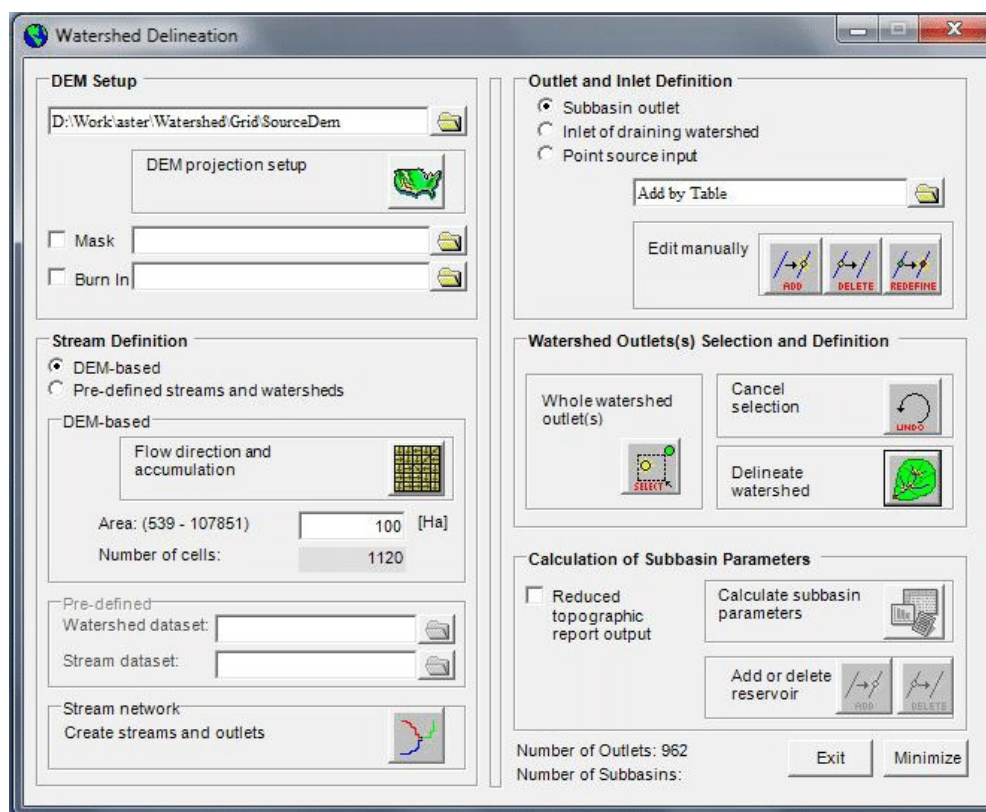 Watershed Delineation
DEM Setup
D:\Work\aster\Watershed\Grid\SourceDem
DEM projection setup
Mask
Burn In
Stream Definition
DEM-based
Pre-defined streams and watersheds
DEM-based
Flow direction and
accumulation
Area: (539 - 107851)
100
[Ha]
Number of cells:
1120
Pre-defined
Watershed dataset:
Stream dataset:
Stream network
Create streams and outlets
Outlet and Inlet Definition
Subbasin outlet
Inlet of draining watershed
Point source input
Add by Table
Edit manually
ADD
DELETE
REDEFINE
Watershed Outlets(s) Selection and Definition
Whole watershed
outlet(s)
SELECT
Cancel
selection
UNDO
Delineate
watershed
Calculation of Subbasin Parameters
Reduced
topographic
report output
Calculate subbasin
parameters
Add or delete
reservoir
ADD
DELETE
Number of Outlets: 962
Number of Subbasins:
Exit
Minimize